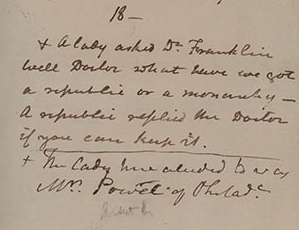 18 —
+ A lady asked Dr. Franklin
well Doctor what have we got
a republic or a monarchy —
A republic replied the Doctor
if you can keep it.
+ The Lady here aluded to was
Mrs. Powel of Philada.